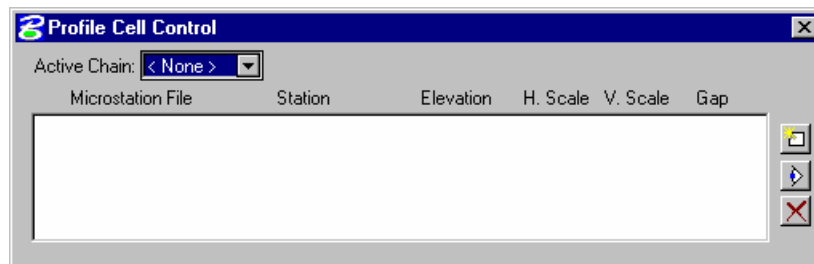 Profile Cell Control
Active Chain: < None >
Microstation File Station Elevation H. Scale V. Scale Gap